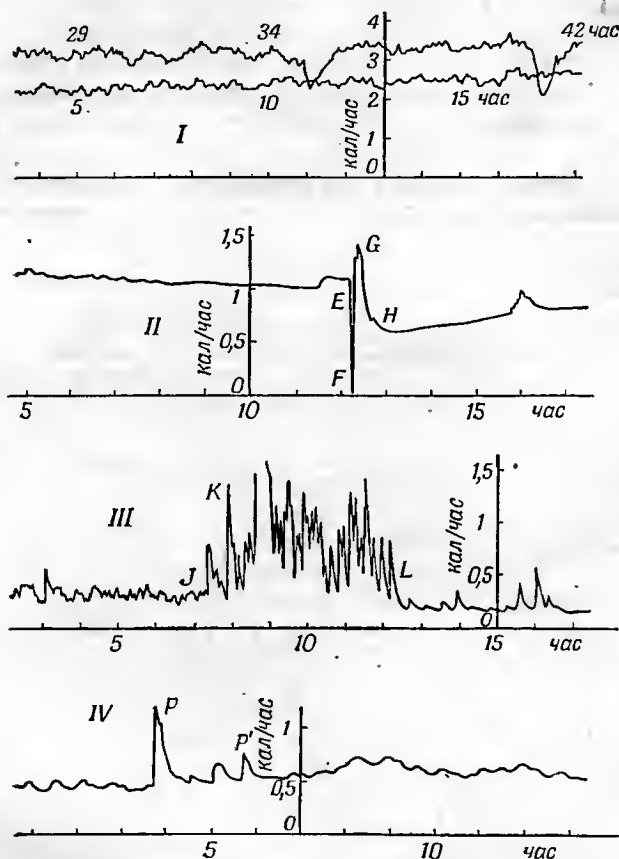 29 34 4 42 час
3
5 10 2 15 час
I 1
0
кал/час
1,5
G
1
E
H
II 0,5
F
0
кал/час
5 10 15 час
1,5
K
III
1
J L 0,5
0
кал/час
5 10 15 час
IV P 1
P'
0,5
0
кал/час
5 10 час